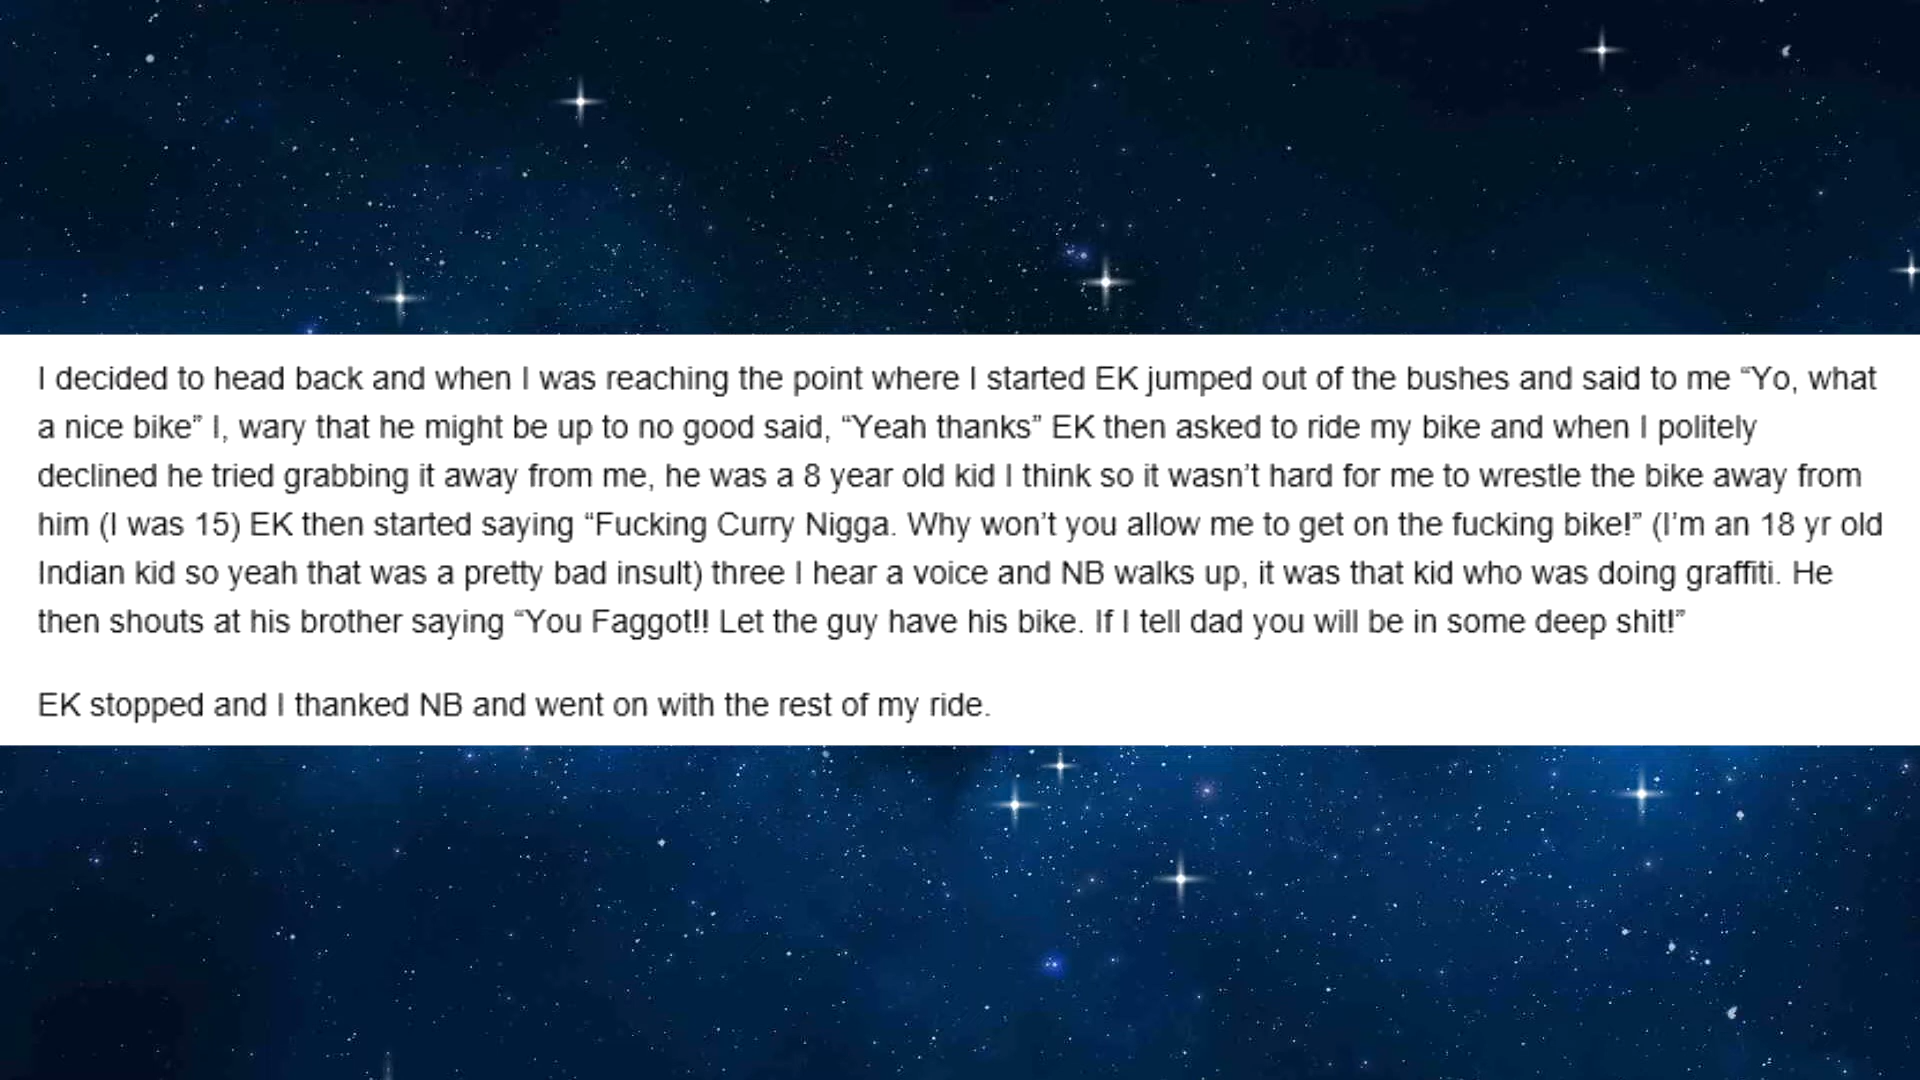 I decided to head back and when I was reaching the point where I started EK jumped out of the bushes and said to me “Yo, what
a nice bike” I, wary that he might be up to no good said, “Yeah thanks” EK then asked to ride my bike and when I politely
declined he tried grabbing it away from me, he was a 8 year old kid I think so it wasn’t hard for me to wrestle the bike away from
him (I was 15) EK then started saying “Fucking Curry Nigga. Why won’t you allow me to get on the fucking bike!” (I’m an 18 yr old
Indian kid so yeah that was a pretty bad insult) three I hear a voice and NB walks up, it was that kid who was doing graffiti. He
then shouts at his brother saying “You Faggot!! Let the guy have his bike. If I tell dad you will be in some deep shit!”
EK stopped and I thanked NB and went on with the rest of my ride.